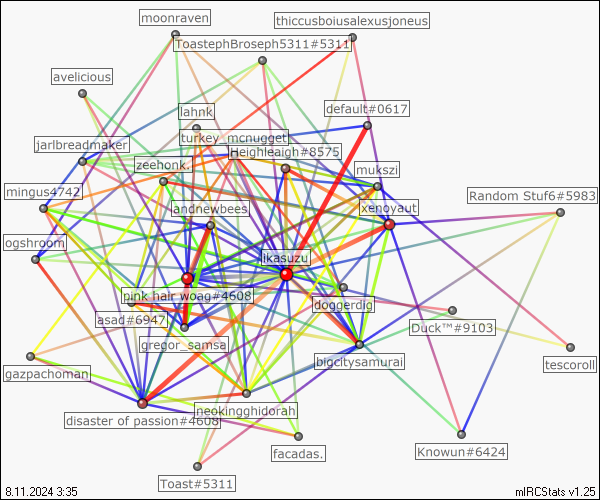 moonraven
thiccusboiusalexusjoneus
ToastephBroseph5311#5311
avelicious
lahnk
default#0617
turkey_mcnugget
jarlbreadmaker
Heighleaigh#8575
zeehonk.
mukszi
mingus4742
Random Stuf6#5983
landnewbees
xenoyaut
ogshroom
ikasuzu
pink hair woag#4608
doggerdig
asad#6947
Duck™#9103
gregor_samsa
bigcitysamurai
tescoroll
gazpachoman
neokingghidorah
disaster of passion#4608
facadas.
Knowun#6424
Toast#5311
8.11.2024 3:35
mIRCStats v1.25